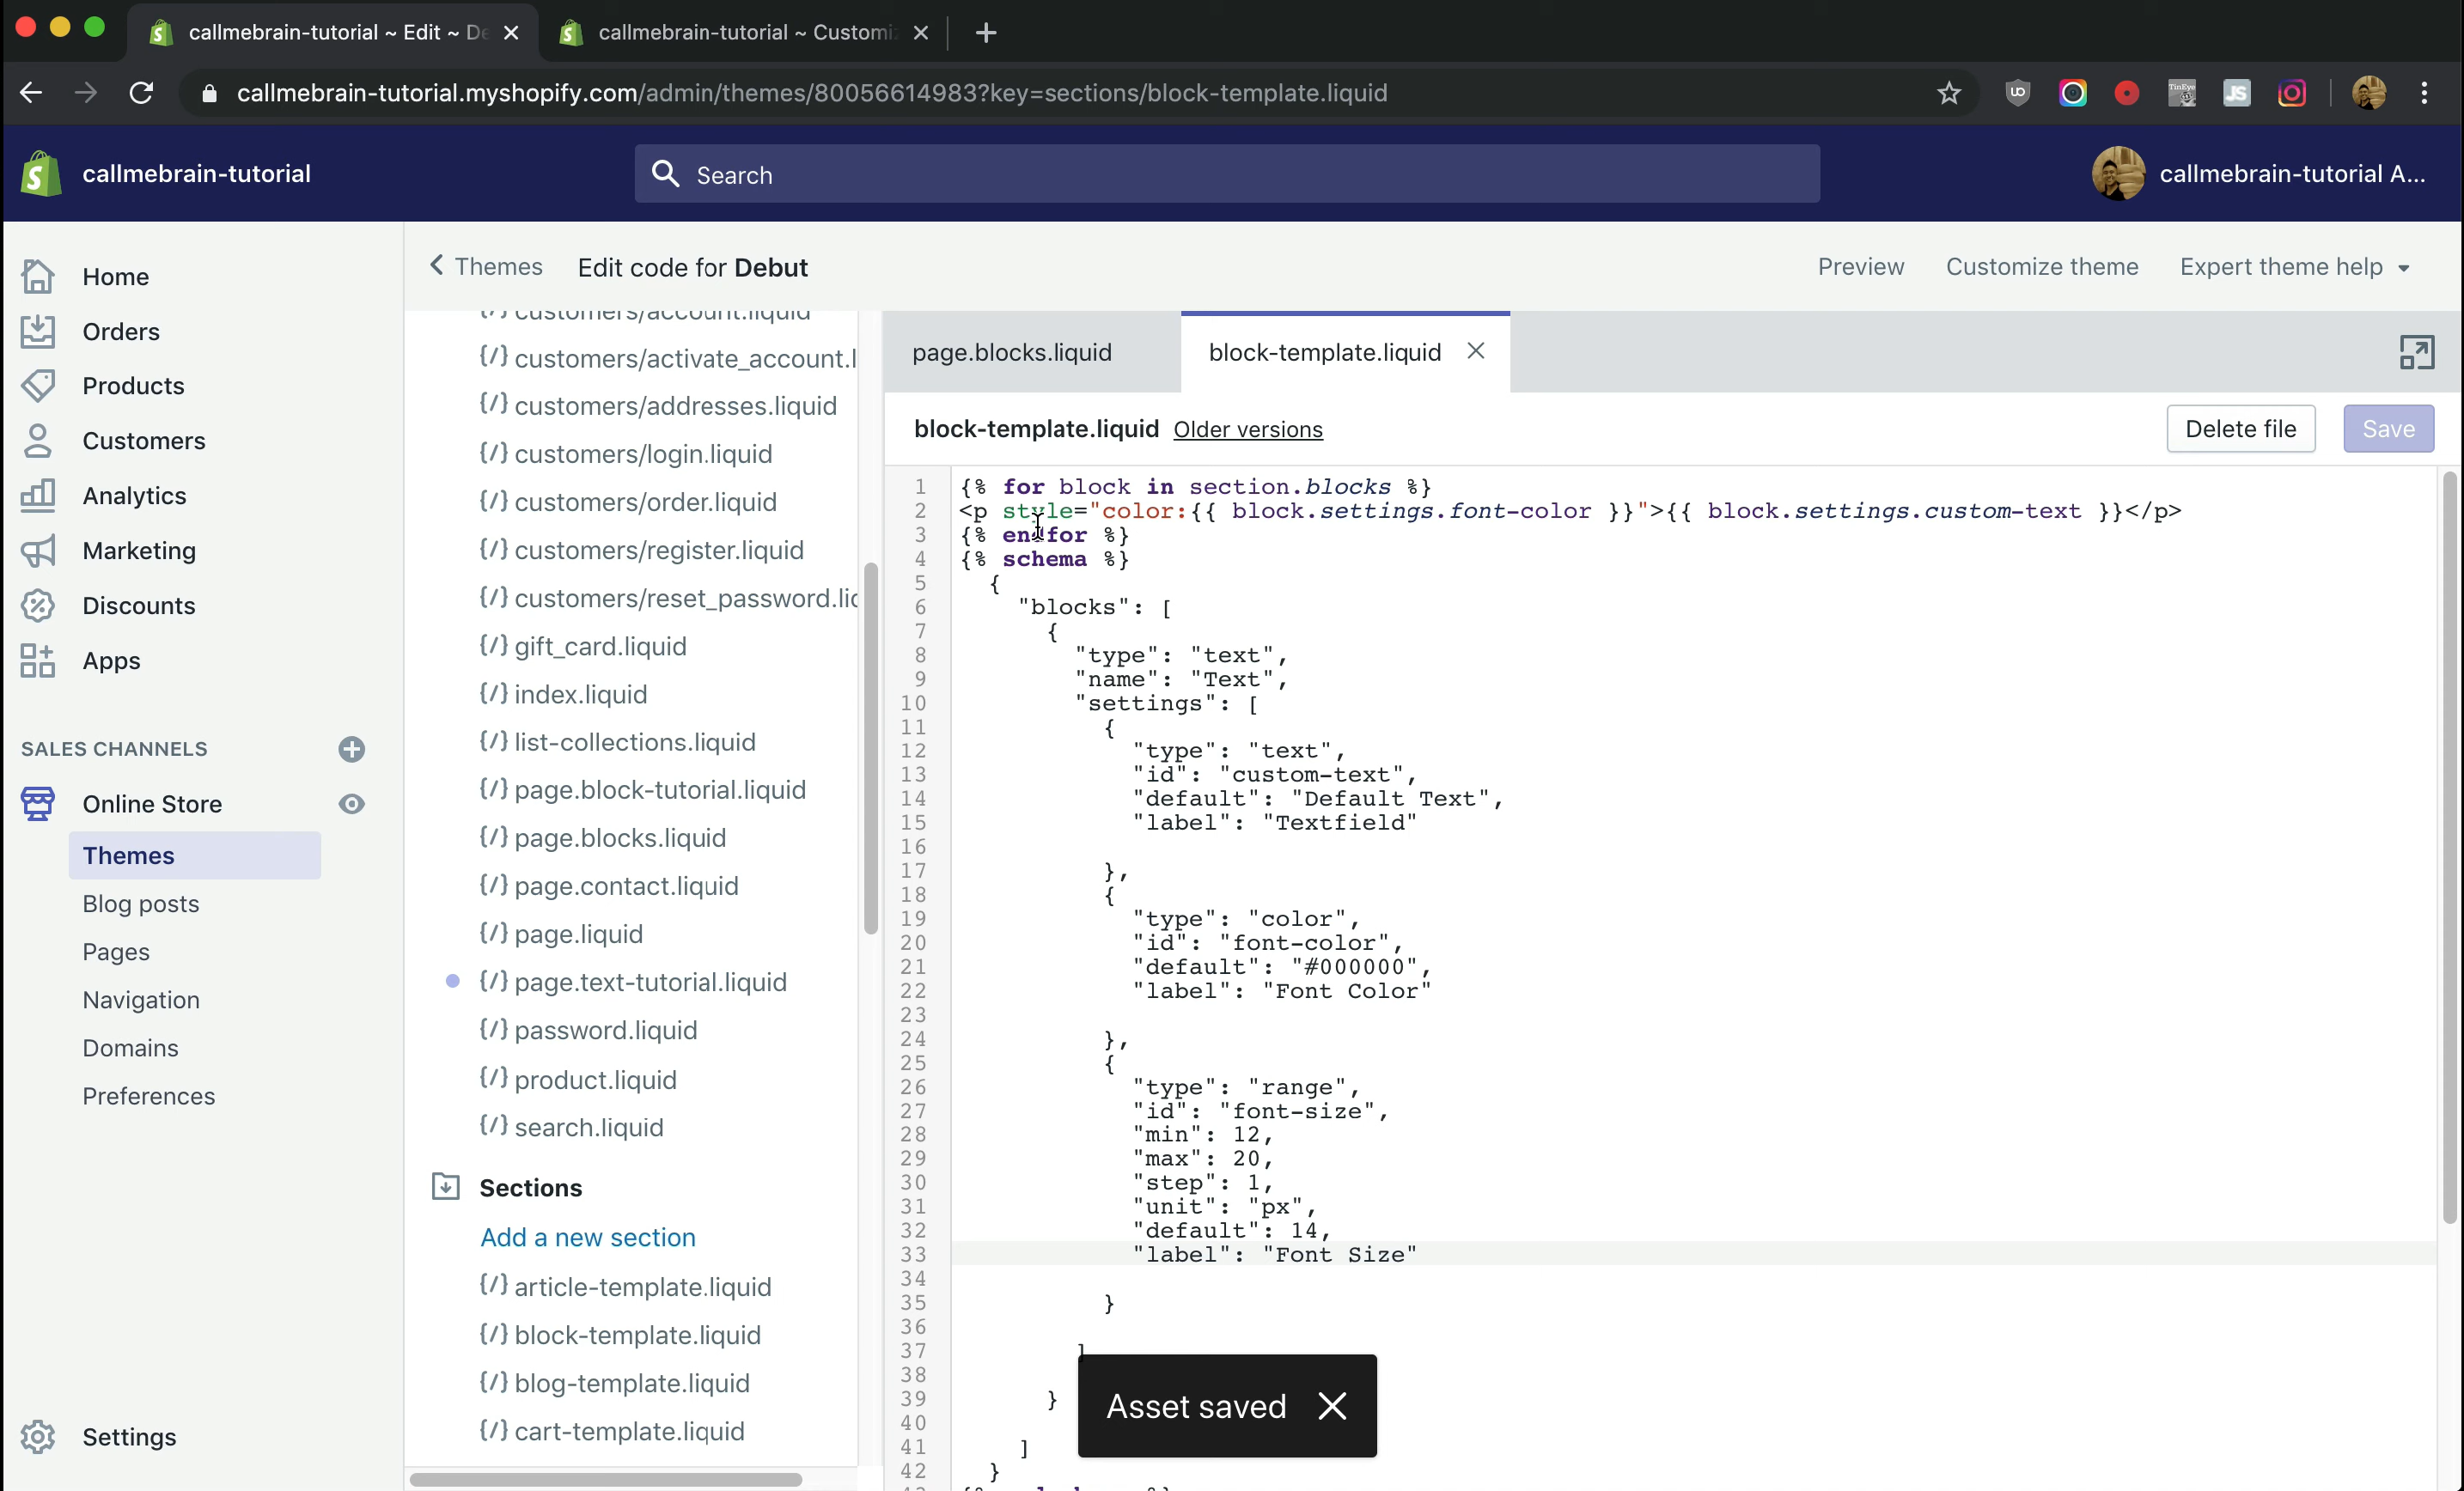 callmebrain-tutorial ~ Edit ~ De
callmebrain-tutorial ~ Customiz
callmebrain-tutorial.myshopify.com/admin/themes/80056614983?key=sections/block-template.liquid
callmebrain-tutorial
Search
callmebrain-tutorial A...
Home
Orders
Products
Customers
Analytics
Marketing
Discounts
Apps
SALES CHANNELS
Online Store
Themes
Blog posts
Pages
Navigation
Domains
Preferences
Settings
Themes
Edit code for Debut
Preview
Customize theme
Expert theme help
{/} customers/account.liquid
{/} customers/activate_account.l
{/} customers/addresses.liquid
{/} customers/login.liquid
{/} customers/order.liquid
{/} customers/register.liquid
{/} customers/reset_password.lic
{/} gift_card.liquid
{/} index.liquid
{/} list-collections.liquid
{/} page.block-tutorial.liquid
{/} page.blocks.liquid
{/} page.contact.liquid
{/} page.liquid
{/} page.text-tutorial.liquid
{/} password.liquid
{/} product.liquid
{/} search.liquid
Sections
Add a new section
{/} article-template.liquid
{/} block-template.liquid
{/} blog-template.liquid
{/} cart-template.liquid
page.blocks.liquid
block-template.liquid
block-template.liquid Older versions
Delete file
Save
1 {% for block in section.blocks %}
2 <p style="color:{{ block.settings.font-color }}">{{ block.settings.custom-text }}</p>
3 {% endfor %}
4 {% schema %}
5 {
6 "blocks": [
7 {
8 "type": "text",
9 "name": "Text",
10 "settings": [
11 {
12 "type": "text",
13 "id": "custom-text",
14 "default": "Default Text",
15 "label": "Textfield"
16
17 },
18 {
19 "type": "color",
20 "id": "font-color",
21 "default": "#000000",
22 "label": "Font Color"
23
24 },
25 {
26 "type": "range",
27 "id": "font-size",
28 "min": 12,
29 "max": 20,
30 "step": 1,
31 "unit": "px",
32 "default": 14,
33 "label": "Font Size"
34
35 }
36
37 ]
38
39 }
40
41 ]
42 }
Asset saved